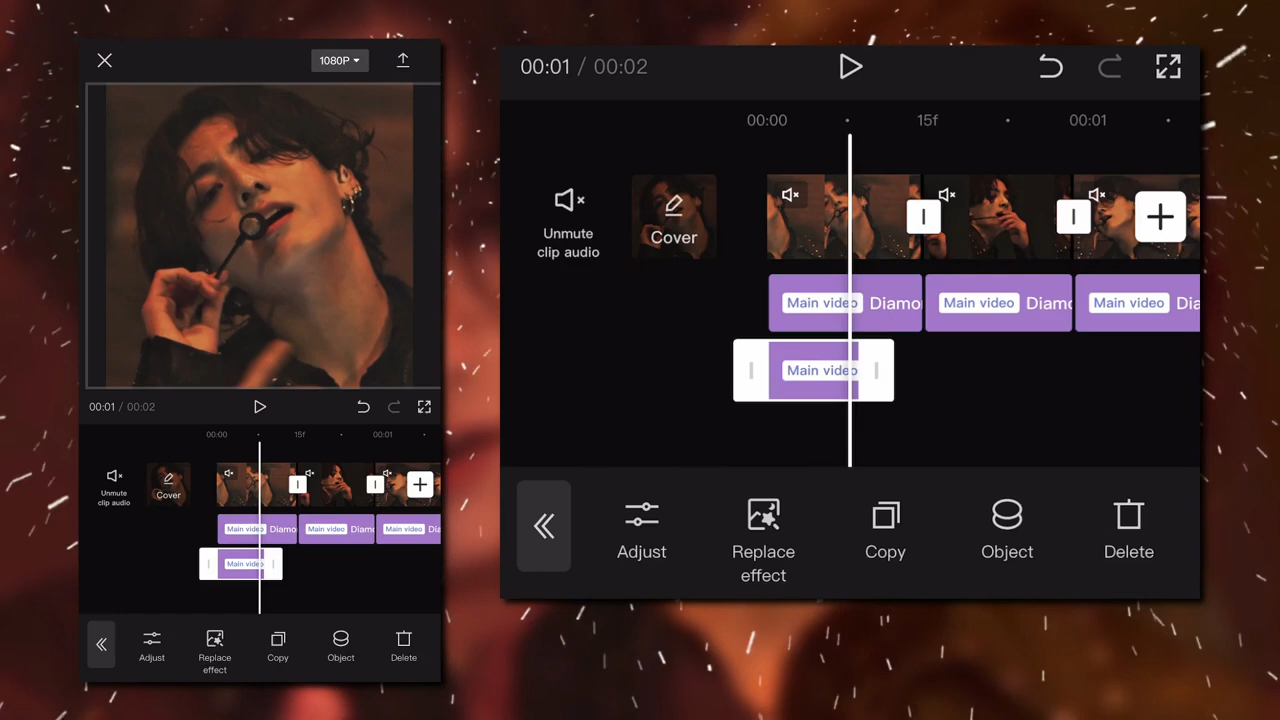 1080P
00:01 / 00:02
00:00
15f
00:01
Unmute
clip audio
Cover
Main video Diamo
Main video Diamo
Main video Dia
Main video
Adjust
Replace
effect
Copy
Object
Delete
00:01 / 00:02
00:00
15f
00:01
Unmute
clip audio
Cover
Main video Diamo
Main video Diamo
Main video Dia
Main video
Adjust
Replace
effect
Copy
Object
Delete